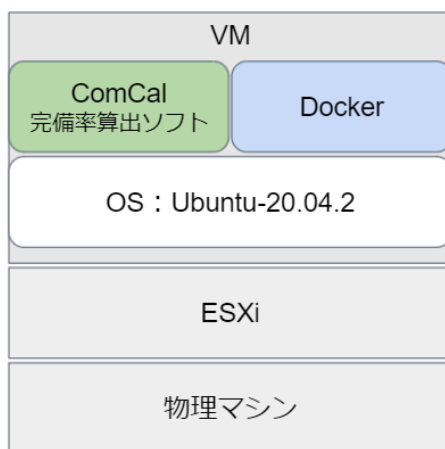 VM
ComCal
完備率算出ソフト
Docker
OS：Ubuntu-20.04.2
ESXi
物理マシン